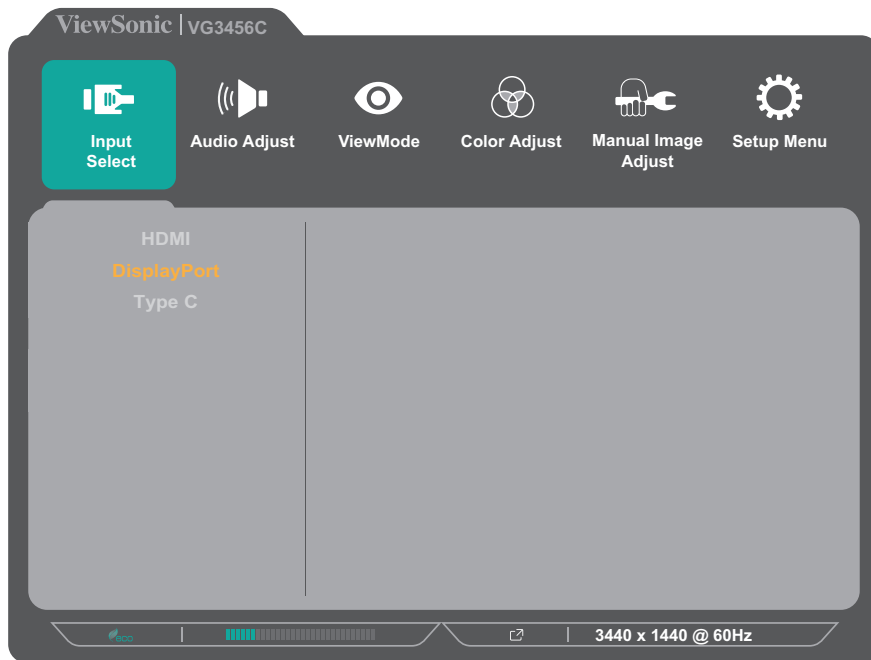 ViewSonic VG3456C
Input
Select
Audio Adjust
ViewMode
Color Adjust
Manual Image
Adjust
Setup Menu
HDMI
DisplayPort
Type C
eco
3440 x 1440 @ 60Hz